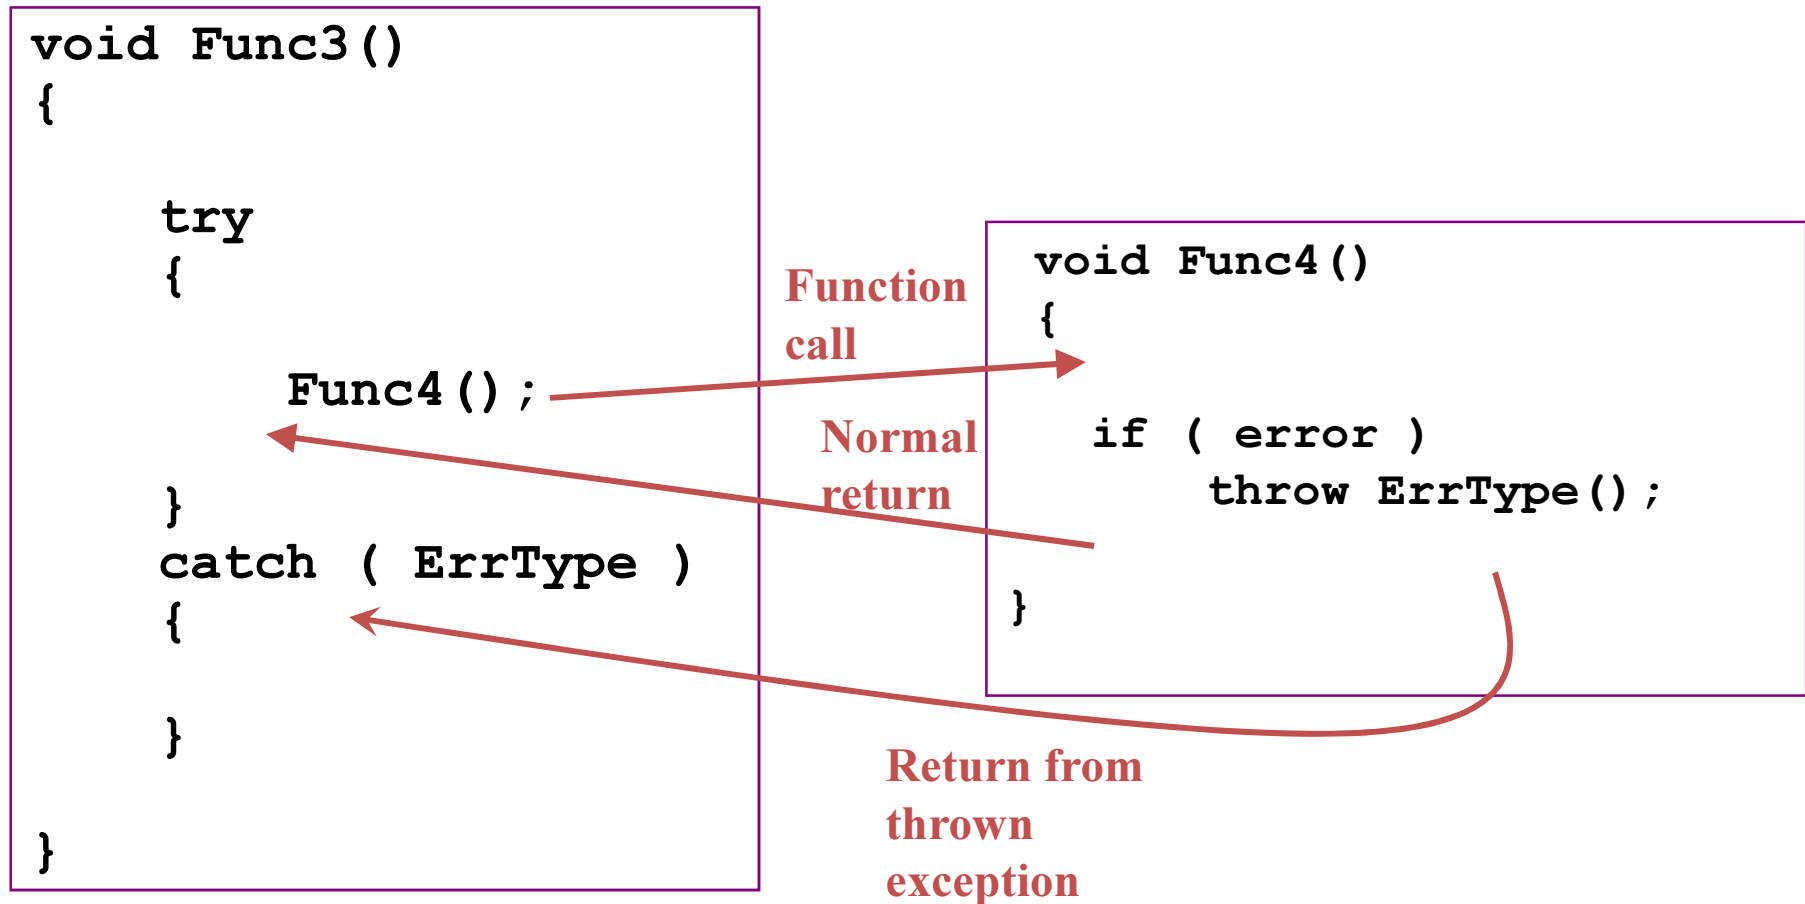 void Func3()
{
try
{
Func4();
}
catch ( ErrType )
{
}
}
Function
call
Normal
return
Return from
thrown
exception
void Func4()
{
if ( error )
throw ErrType();
}